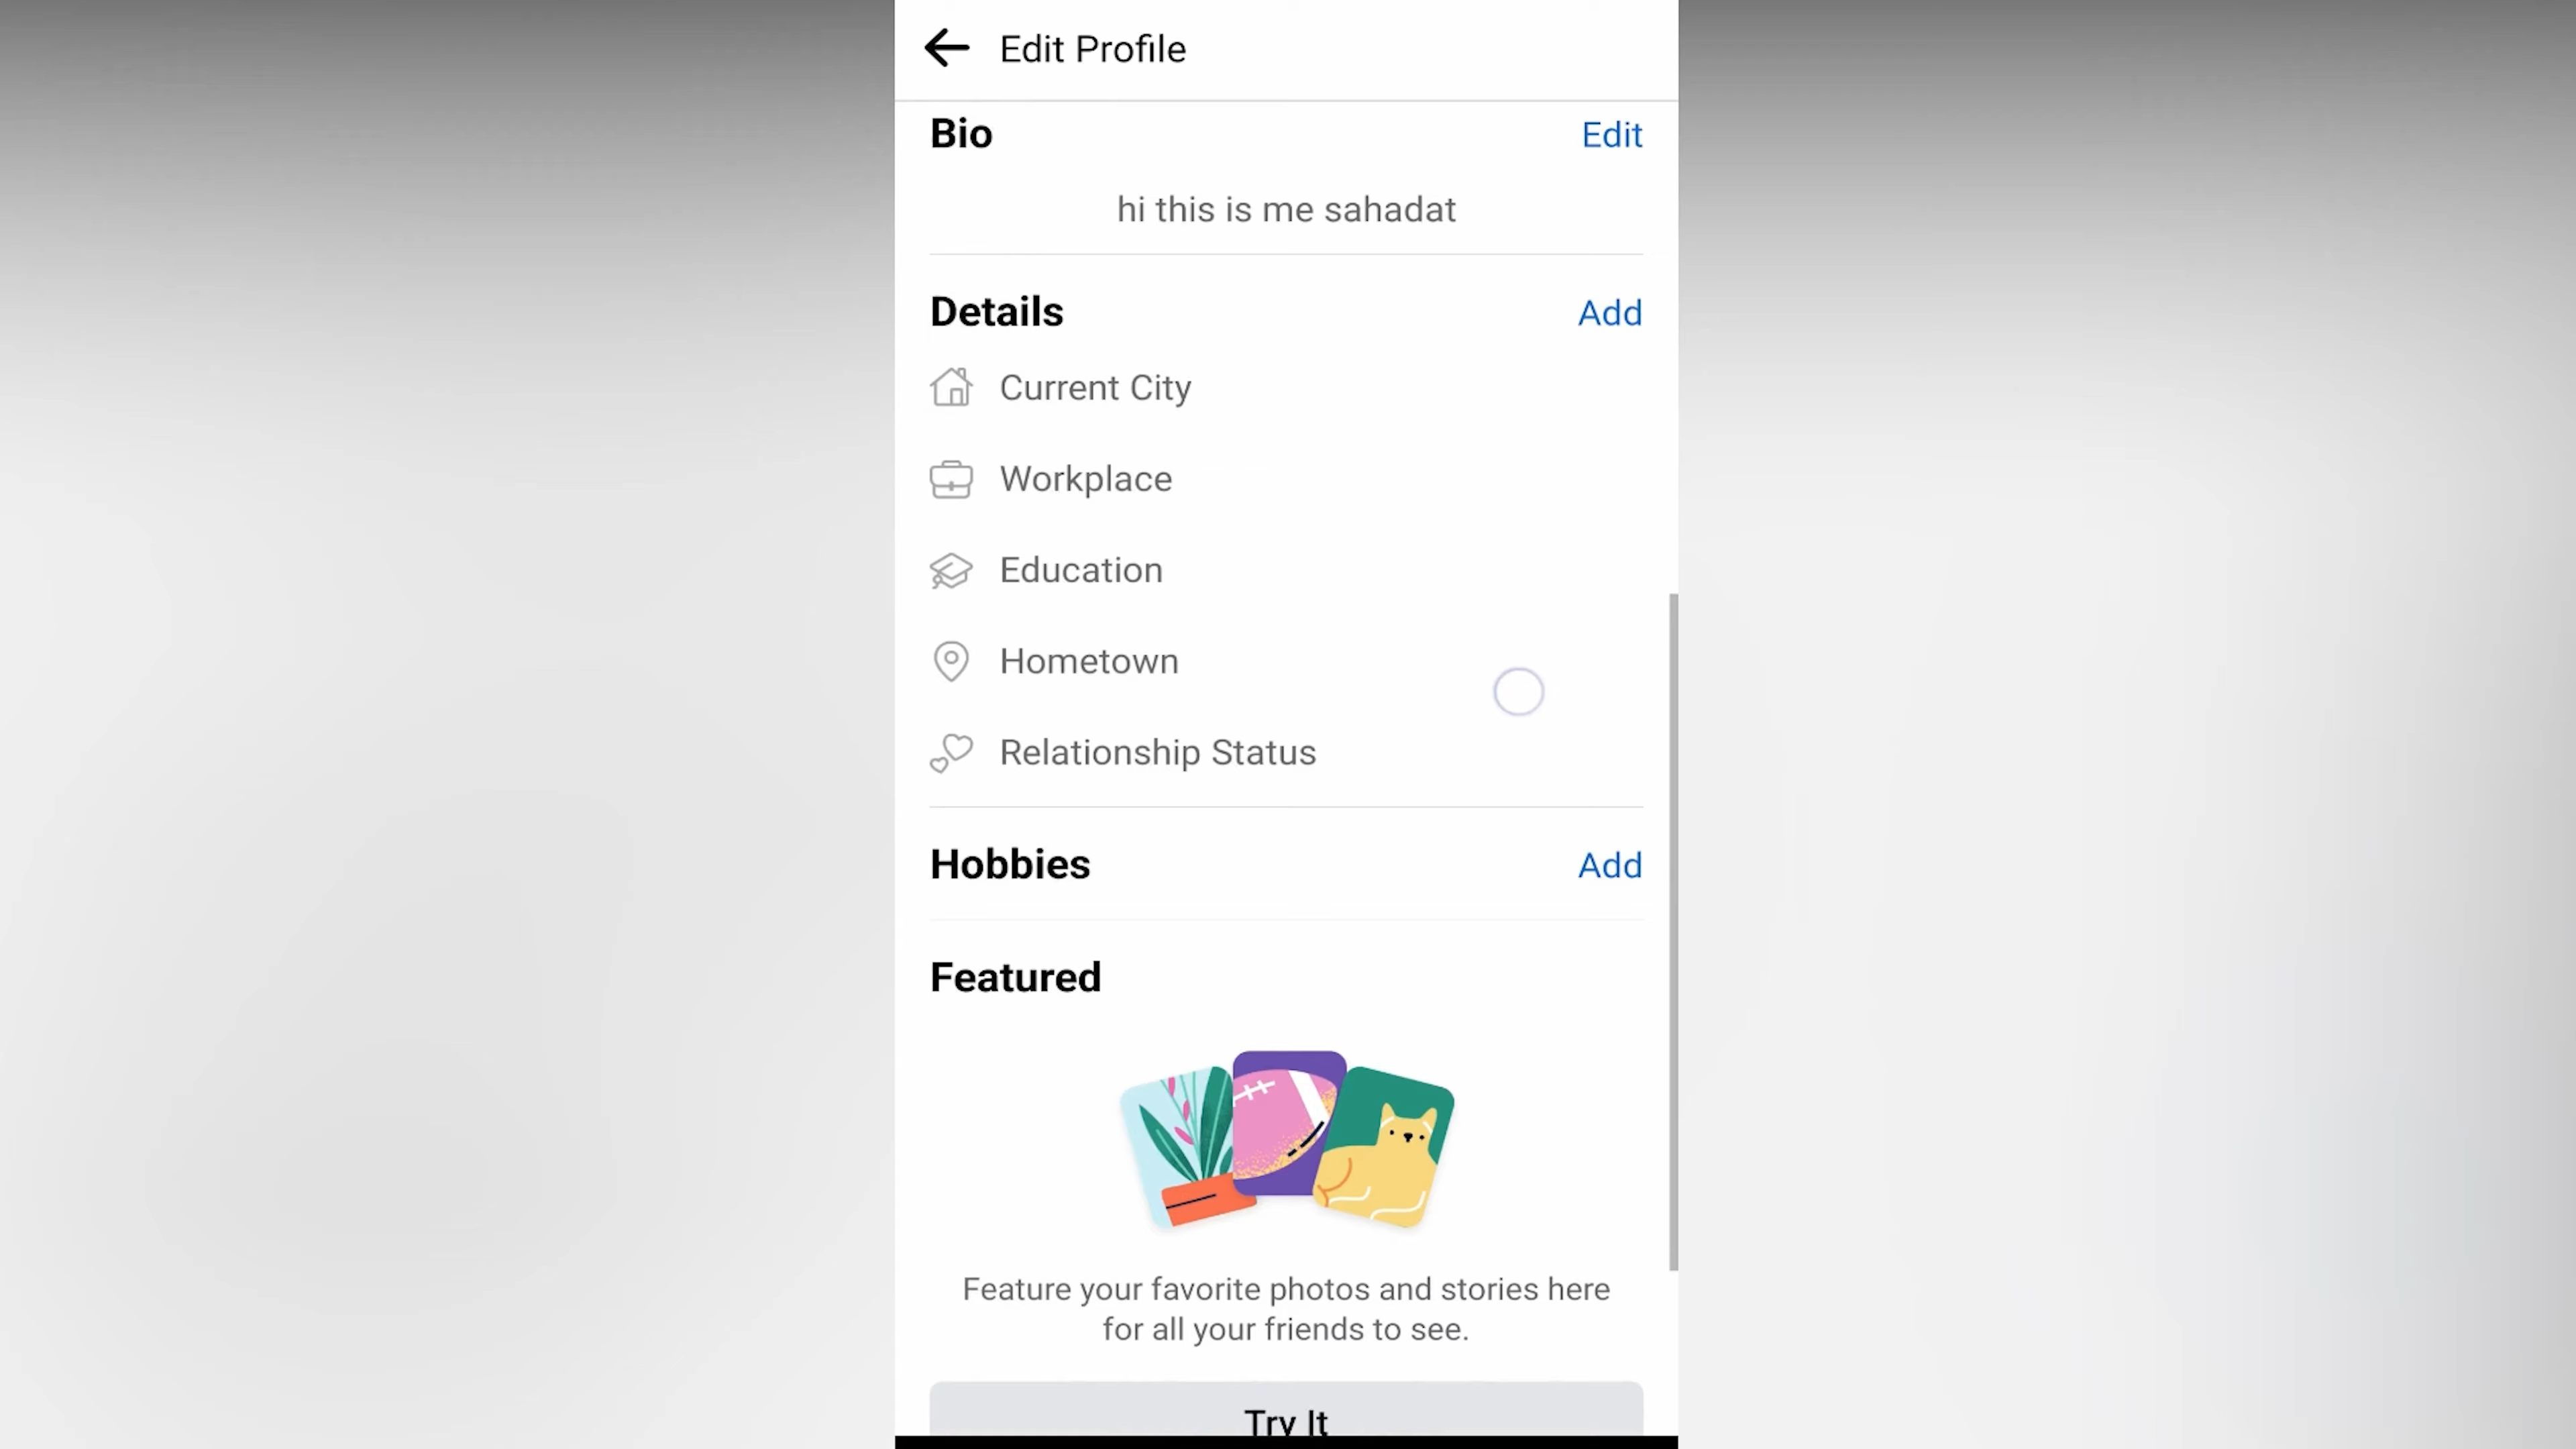 Edit Profile
Bio
Edit
hi this is me sahadat
Details
Add
Current City
Workplace
Education
Hometown
Relationship Status
Hobbies
Add
Featured
Feature your favorite photos and stories here
for all your friends to see.
Try It